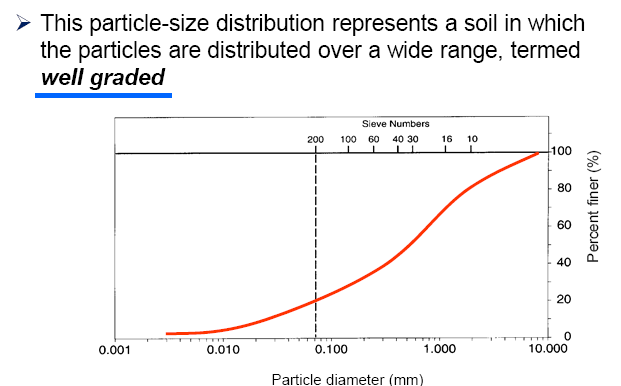 ➢ This particle-size distribution represents a soil in which
the particles are distributed over a wide range, termed
well graded
Sieve Numbers
200 100 60 40 30 16 10
100
80
60
40
20
0
Percent finer (%)
0.001 0.010 0.100 1.000 10.000
Particle diameter (mm)